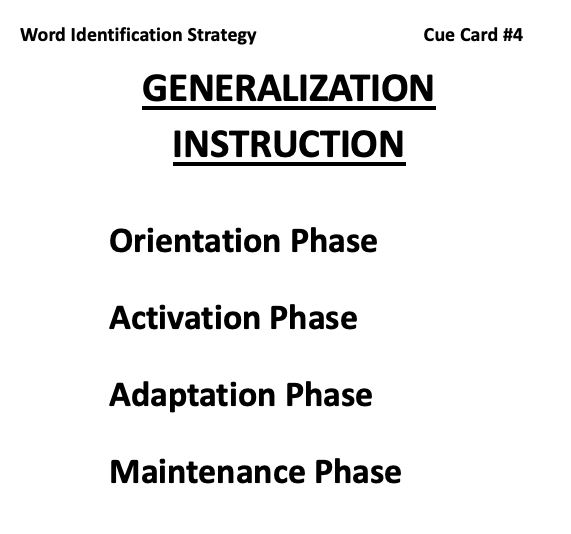 Word Identification Strategy Cue Card #4
GENERALIZATION
INSTRUCTION
Orientation Phase
Activation Phase
Adaptation Phase
Maintenance Phase